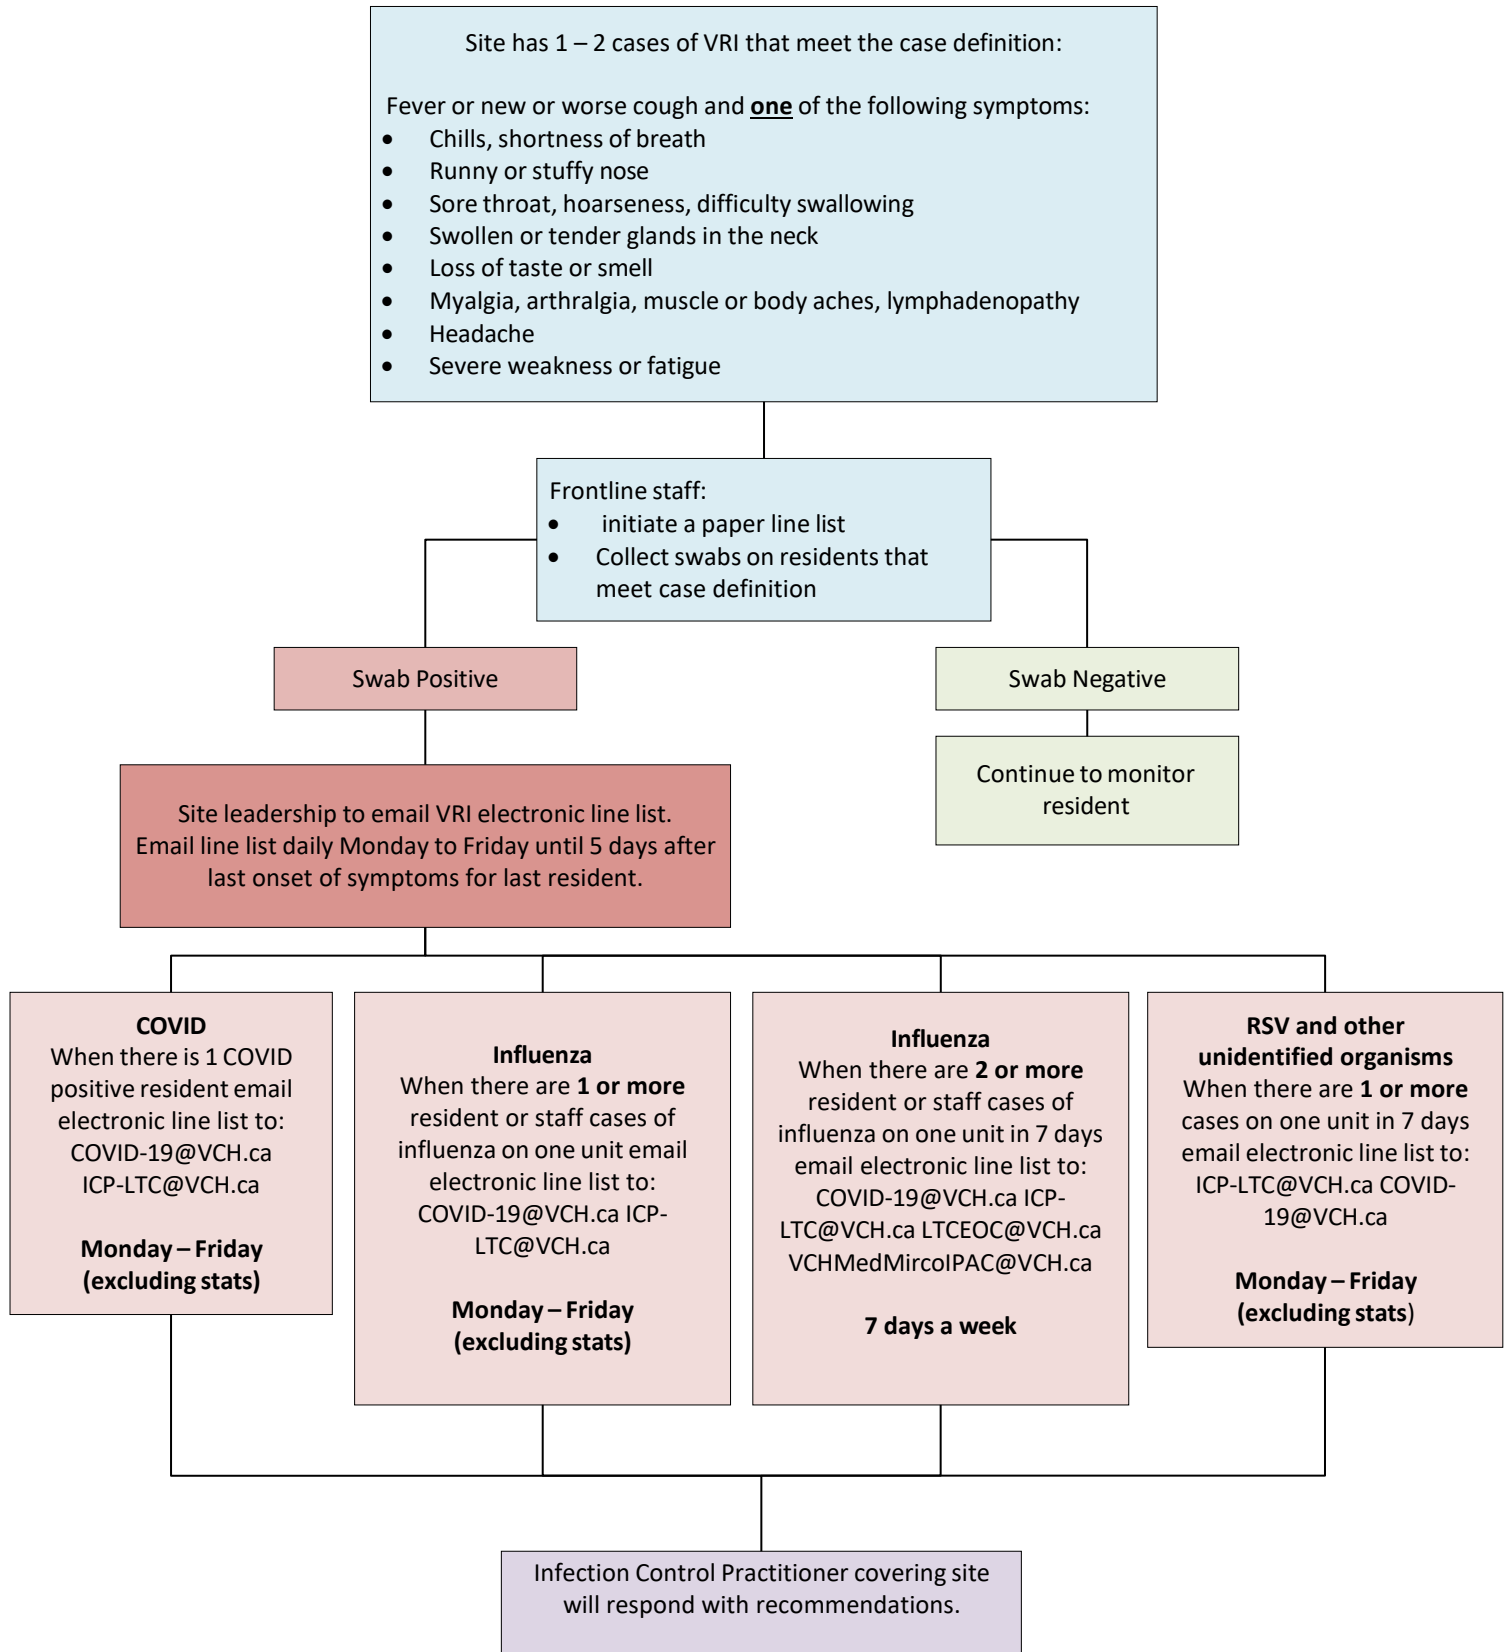 Site has 1 – 2 cases of VRI that meet the case definition:
Fever or new or worse cough and one of the following symptoms:
• Chills, shortness of breath
• Runny or stuffy nose
• Sore throat, hoarseness, difficulty swallowing
• Swollen or tender glands in the neck
• Loss of taste or smell
• Myalgia, arthralgia, muscle or body aches, lymphadenopathy
• Headache
• Severe weakness or fatigue
Frontline staff:
• initiate a paper line list
• Collect swabs on residents that
meet case definition
Swab Positive
Swab Negative
Site leadership to email VRI electronic line list.
Email line list daily Monday to Friday until 5 days after
last onset of symptoms for last resident.
Continue to monitor
resident
COVID
When there is 1 COVID
positive resident email
electronic line list to:
COVID-19@VCH.ca
ICP-LTC@VCH.ca
Monday – Friday
(excluding stats)
Influenza
When there are 1 or more
resident or staff cases of
influenza on one unit email
electronic line list to:
COVID-19@VCH.ca ICP-
LTC@VCH.ca
Monday – Friday
(excluding stats)
Influenza
When there are 2 or more
resident or staff cases of
influenza on one unit in 7 days
email electronic line list to:
COVID-19@VCH.ca ICP-
LTC@VCH.ca LTCEOC@VCH.ca
VCHMedMircoIPAC@VCH.ca
7 days a week
RSV and other
unidentified organisms
When there are 1 or more
cases on one unit in 7 days
email electronic line list to:
ICP-LTC@VCH.ca COVID-
19@VCH.ca
Monday – Friday
(excluding stats)
Infection Control Practitioner covering site
will respond with recommendations.